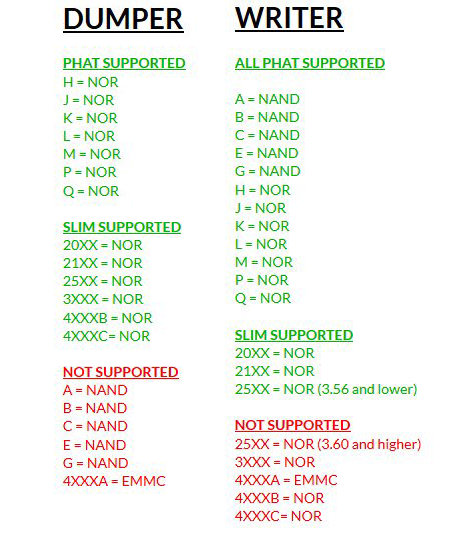 DUMPER
PHAT SUPPORTED
H = NOR
J = NOR
K = NOR
L = NOR
M = NOR
P = NOR
Q = NOR
SLIM SUPPORTED
20XX = NOR
21XX = NOR
25XX = NOR
3XXX = NOR
4XXXB = NOR
4XXXC= NOR
NOT SUPPORTED
A = NAND
B = NAND
C = NAND
E = NAND
G = NAND
4XXXA = EMMC
WRITER
ALL PHAT SUPPORTED
A = NAND
B = NAND
C = NAND
E = NAND
G = NAND
H = NOR
J = NOR
K = NOR
L = NOR
M = NOR
P = NOR
Q = NOR
SLIM SUPPORTED
20XX = NOR
21XX = NOR
25XX = NOR (3.56 and lower)
NOT SUPPORTED
25XX = NOR (3.60 and higher)
3XXX = NOR
4XXXA = EMMC
4XXXB = NOR
4XXXC= NOR